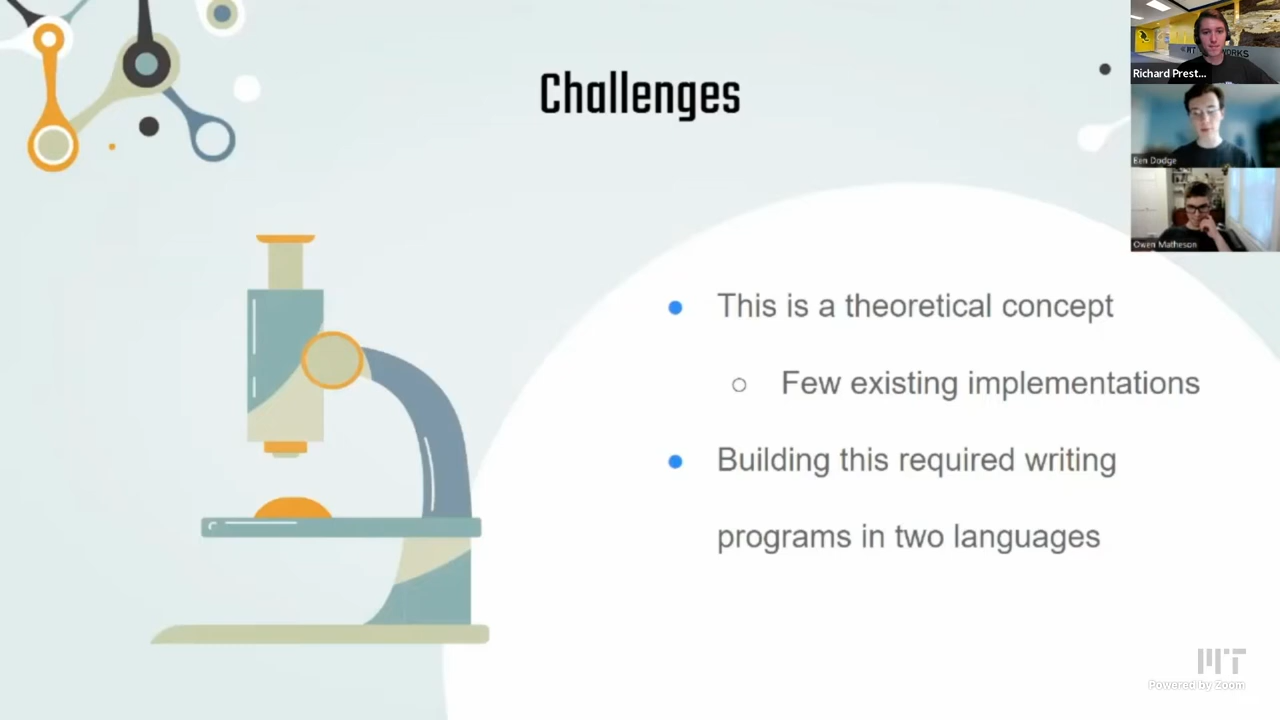 Challenges
Richard Prest...
Ben Dodge
Owen Matheson
This is a theoretical concept
Few existing implementations
Building this required writing
programs in two languages
MIT
Powered by Zoom